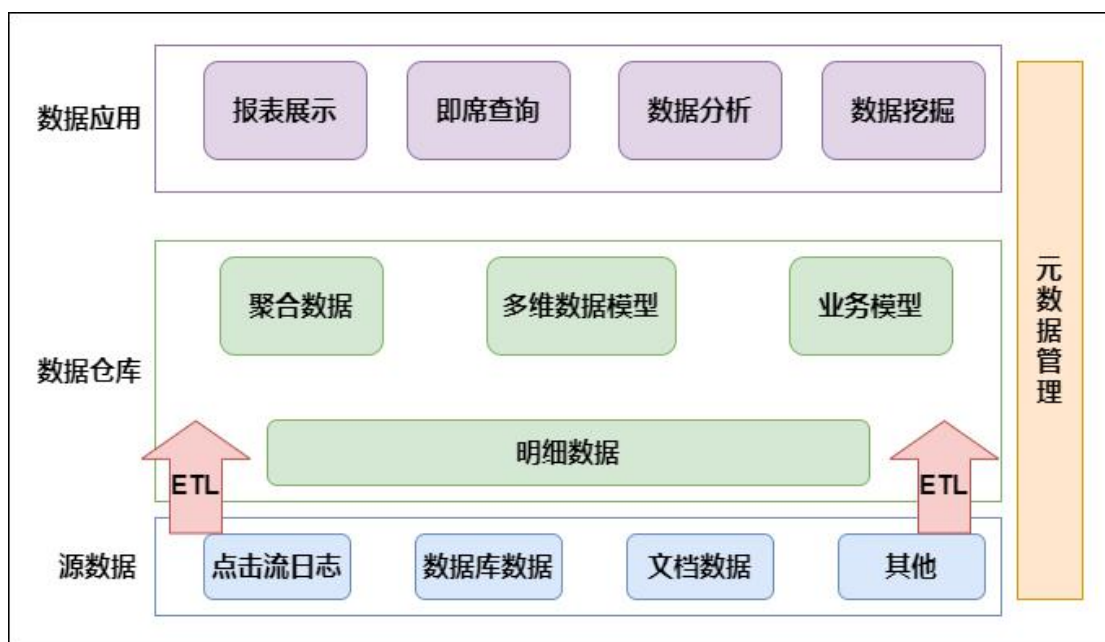 数据应用
报表展示
即席查询
数据分析
数据挖掘
数据仓库
聚合数据
多维数据模型
业务模型
明细数据
ETL
ETL
源数据
点击流日志
数据库数据
文档数据
其他
元数据管理